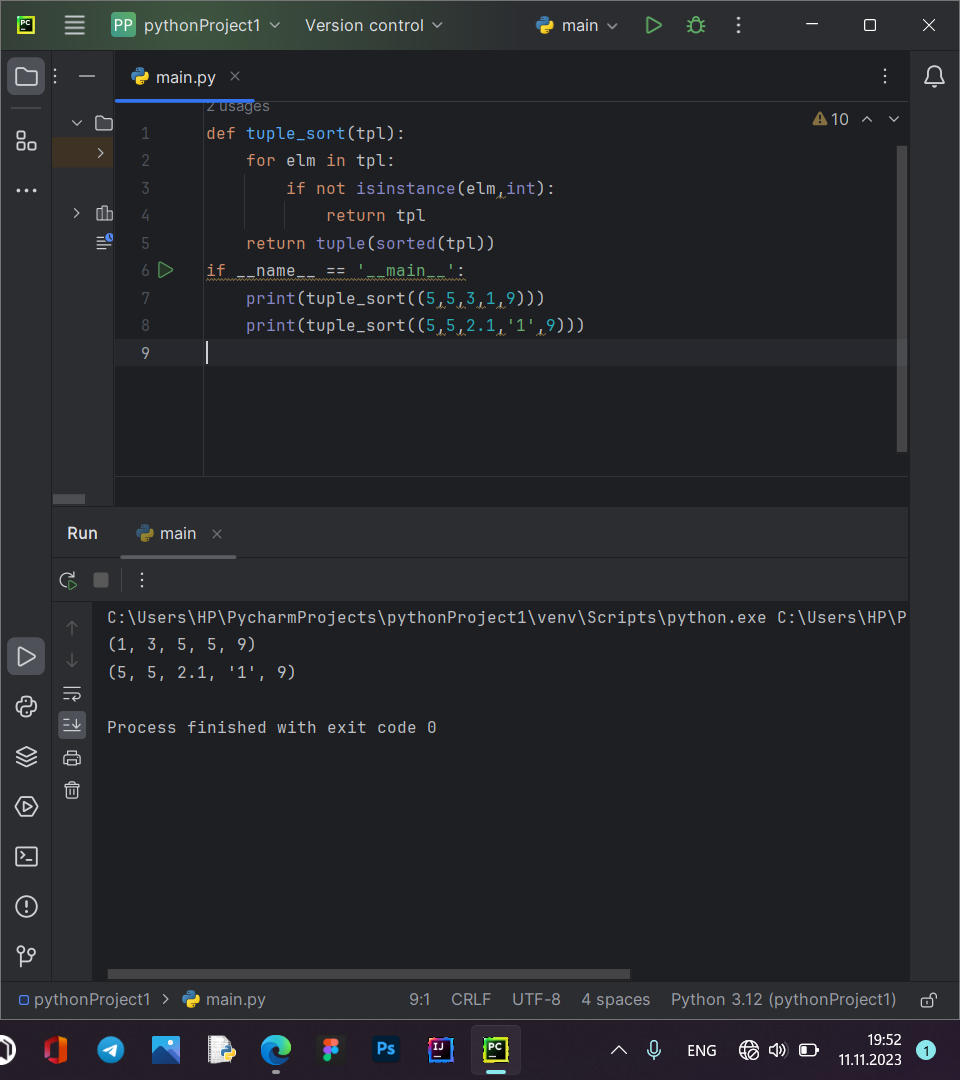 PC
PP pythonProject1 Version control main
main.py
2 usages
10
1 def tuple_sort(tpl):
2 for elm in tpl:
3 if not isinstance(elm,int):
4 return tpl
5 return tuple(sorted(tpl))
6 if __name__ == '__main__':
7 print(tuple_sort((5,5,3,1,9)))
8 print(tuple_sort((5,5,2.1,'1',9)))
9
Run main
C:\Users\HP\PycharmProjects\pythonProject1\venv\Scripts\python.exe C:\Users\HP\P
(1, 3, 5, 5, 9)
(5, 5, 2.1, '1', 9)
Process finished with exit code 0
pythonProject1 main.py 9:1 CRLF UTF-8 4 spaces Python 3.12 (pythonProject1)
Ps IJ PC ENG 19:52
11.11.2023 1